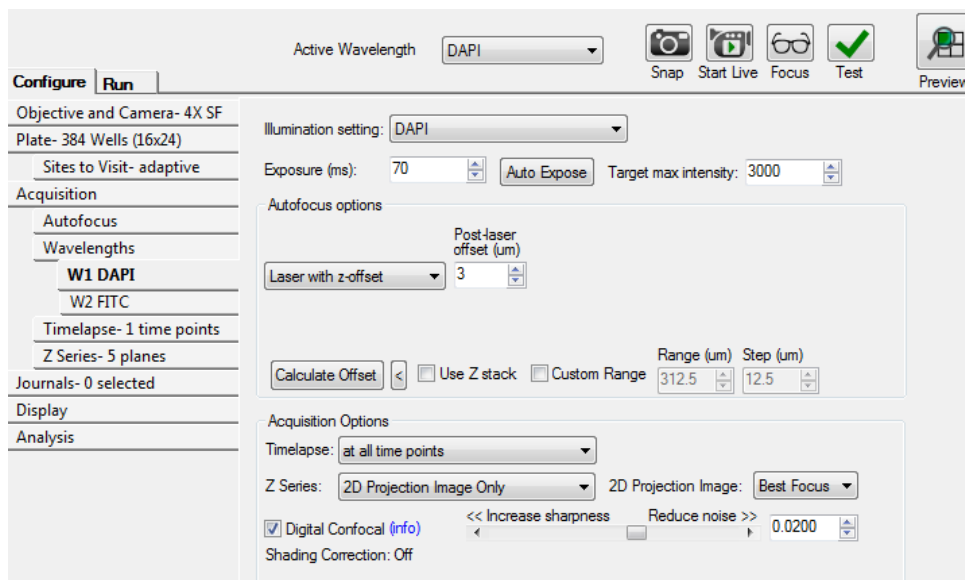 Active Wavelength DAPI
Snap Start Live Focus Test Preview
Configure Run
Objective and Camera- 4X SF
Plate- 384 Wells (16x24)
Sites to Visit- adaptive
Acquisition
Autofocus
Wavelengths
W1 DAPI
W2 FITC
Timelapse- 1 time points
Z Series- 5 planes
Journals- 0 selected
Display
Analysis
Illumination setting: DAPI
Exposure (ms): 70 Auto Expose Target max intensity: 3000
Autofocus options
Post-laser
offset (um)
Laser with z-offset 3
Range (um) Step (um)
Calculate Offset < Use Z stack Custom Range 312.5 12.5
Acquisition Options
Timelapse: at all time points
Z Series: 2D Projection Image Only 2D Projection Image: Best Focus
<< Increase sharpness Reduce noise >>
Digital Confocal (info) 0.0200
Shading Correction: Off